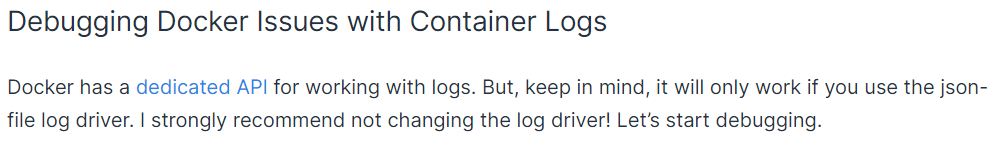 Debugging Docker Issues with Container Logs
Docker has a dedicated API for working with logs. But, keep in mind, it will only work if you use the json-
file log driver. I strongly recommend not changing the log driver! Let’s start debugging.